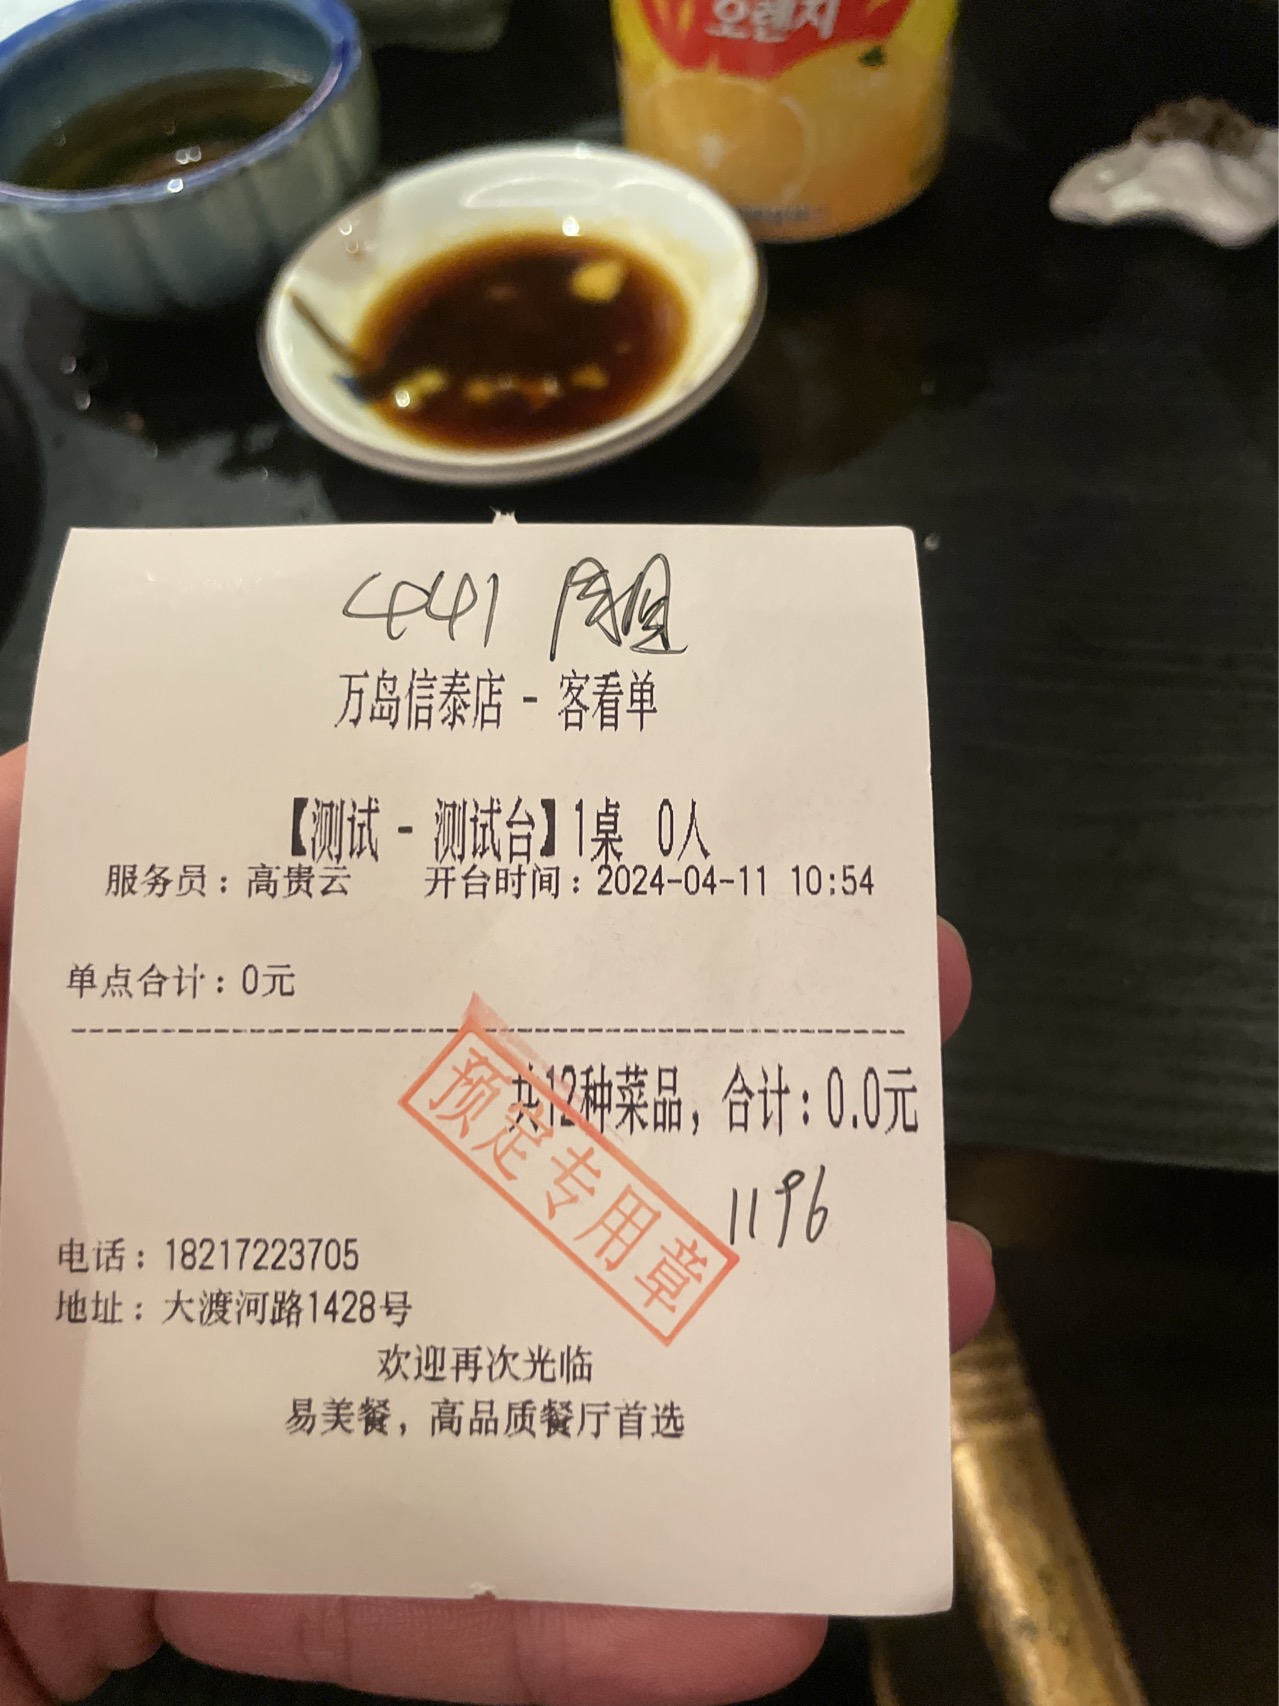 오렌지
441
万岛信泰店 - 客看单
【测试 - 测试台】1桌 0人
服务员：高贵云 开台时间：2024-04-11 10:54
单点合计：0元
共12种菜品，合计：0.0元
预定专用章
1196
电话：18217223705
地址：大渡河路1428号
欢迎再次光临
易美餐，高品质餐厅首选